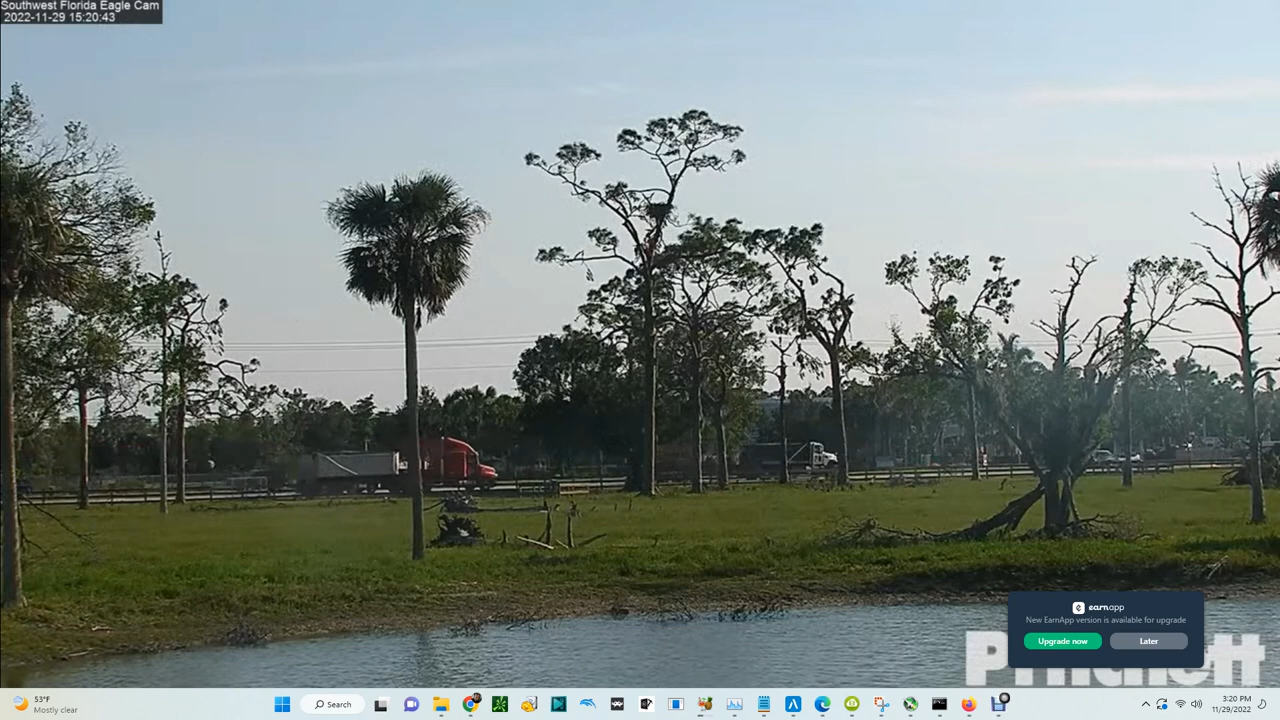 Southwest Florida Eagle Cam
2022-11-29 15:20:43
earnapp
New EarnApp version is available for upgrade
Upgrade now
Later
53°F
Mostly clear
Search
3:20 PM
11/29/2022